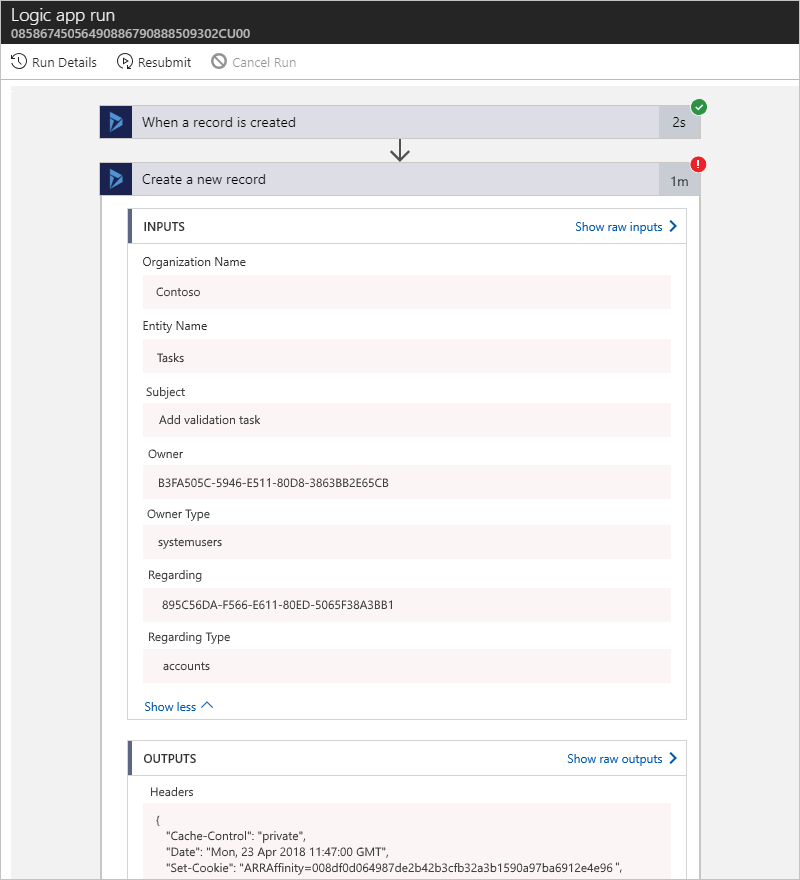 Logic app run
08586745056490886790888509302CU00
Run Details
Resubmit
Cancel Run
When a record is created
2s
Create a new record
!
1m
INPUTS
Show raw inputs
Organization Name
Contoso
Entity Name
Tasks
Subject
Add validation task
Owner
B3FA505C-5946-E511-80D8-3863BB2E65CB
Owner Type
systemusers
Regarding
895C56DA-F566-E611-80ED-5065F38A3BB1
Regarding Type
accounts
Show less
OUTPUTS
Show raw outputs
Headers
{
"Cache-Control": "private",
"Date": "Mon, 23 Apr 2018 11:47:00 GMT",
"Set-Cookie": "ARRAffinity=008df0d064987de2b42b3cfb32a3b1590a97ba6912e4e96",